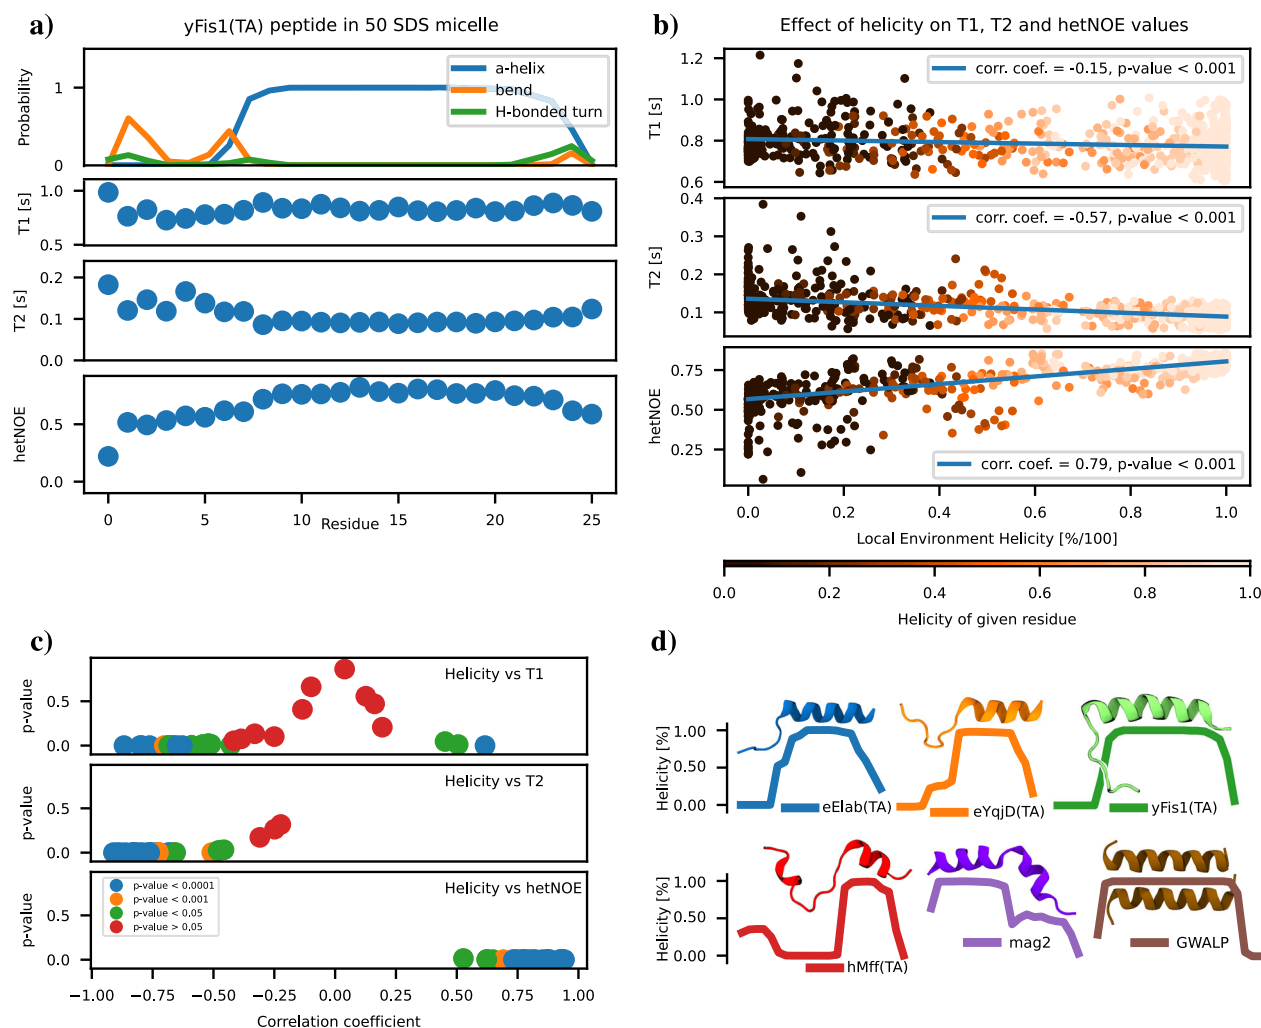 a)
yFis1(TA) peptide in 50 SDS micelle
Probability
1
0
a-helix
bend
H-bonded turn
T1 [s]
1.0
0.5
T2 [s]
0.2
0.1
0.0
hetNOE
0.5
0.0
0 5 10 15 20 25
Residue
b)
Effect of helicity on T1, T2 and hetNOE values
T1 [s]
1.2
1.0
0.8
0.6
corr. coef. = -0.15, p-value < 0.001
T2 [s]
0.4
0.3
0.2
0.1
corr. coef. = -0.57, p-value < 0.001
hetNOE
0.75
0.50
0.25
corr. coef. = 0.79, p-value < 0.001
0.0 0.2 0.4 0.6 0.8 1.0
Local Environment Helicity [%/100]
0.0 0.2 0.4 0.6 0.8 1.0
Helicity of given residue
c)
Helicity vs T1
p-value
0.5
0.0
Helicity vs T2
p-value
0.5
0.0
Helicity vs hetNOE
p-value
0.5
0.0
p-value < 0.0001
p-value < 0.001
p-value < 0.05
p-value > 0.05
−1.00 −0.75 −0.50 −0.25 0.00 0.25 0.50 0.75 1.00
Correlation coefficient
d)
Helicity [%]
1.00
0.50
0.00
eElab(TA)
eYqjD(TA)
yFis1(TA)
Helicity [%]
1.00
0.50
0.00
hMff(TA)
mag2
GWALP